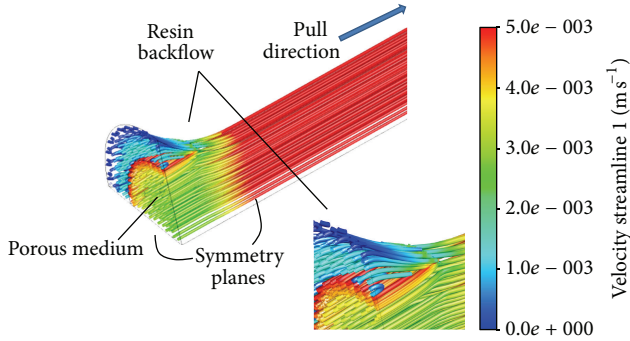 Resin
backflow
Pull
direction
Porous medium
Symmetry
planes
5.0e − 003
4.0e − 003
3.0e − 003
2.0e − 003
1.0e − 003
0.0e + 000
Velocity streamline 1 (m s⁻¹)